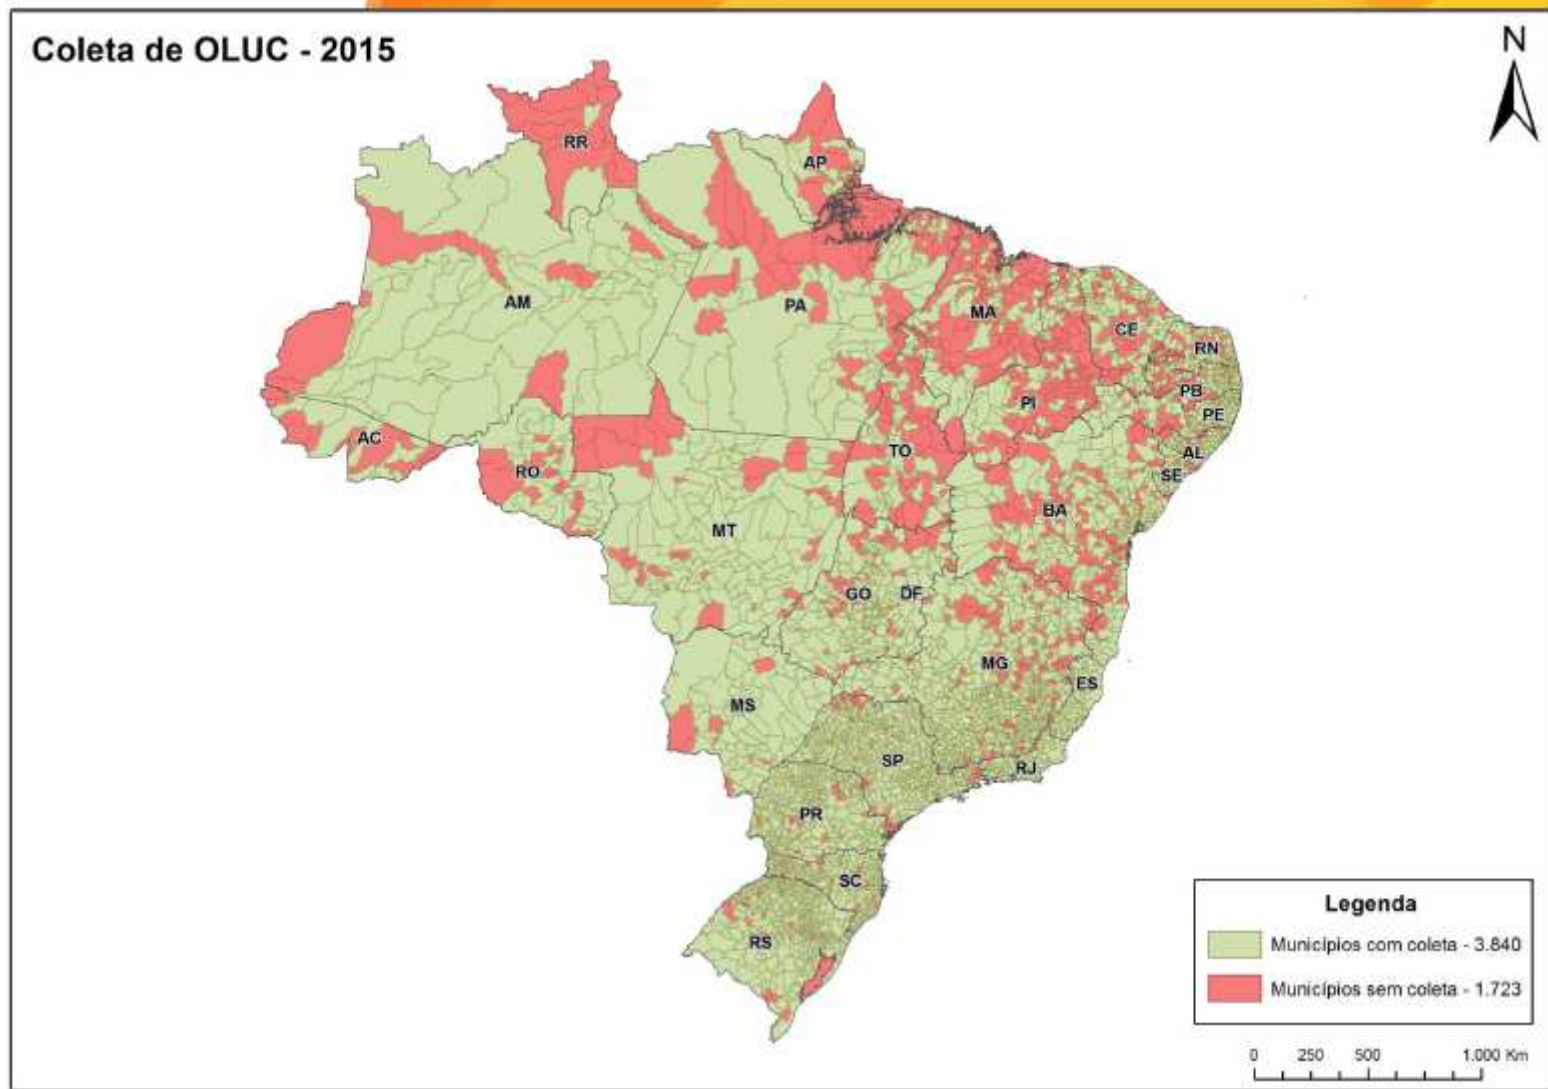 Coleta de OLUC - 2015
N
RR
AP
AM
PA
MA
CE
RN
PB
PE
PI
AC
RO
TO
AL
SE
BA
MT
GO
DF
MG
ES
MS
SP
RJ
PR
SC
RS
Legenda
Municípios com coleta - 3.840
Municípios sem coleta - 1.723
0 250 500 1.000 Km